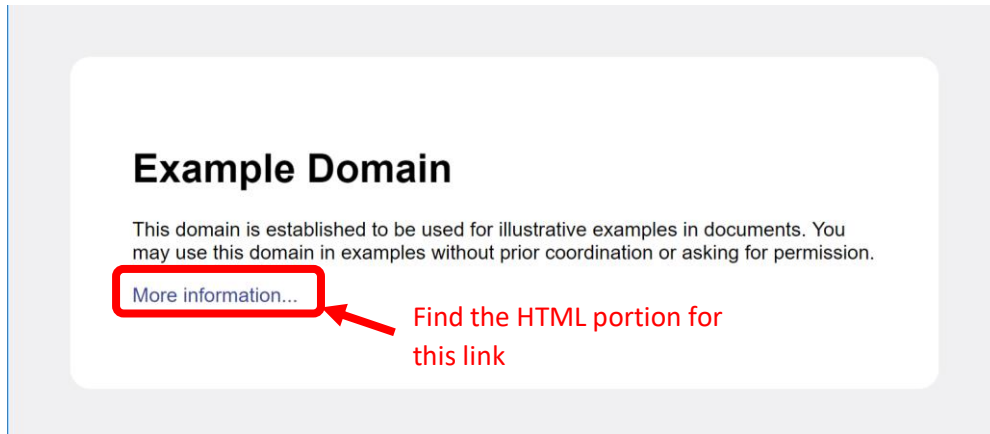 Example Domain
This domain is established to be used for illustrative examples in documents. You
may use this domain in examples without prior coordination or asking for permission.
More information...
Find the HTML portion for
this link